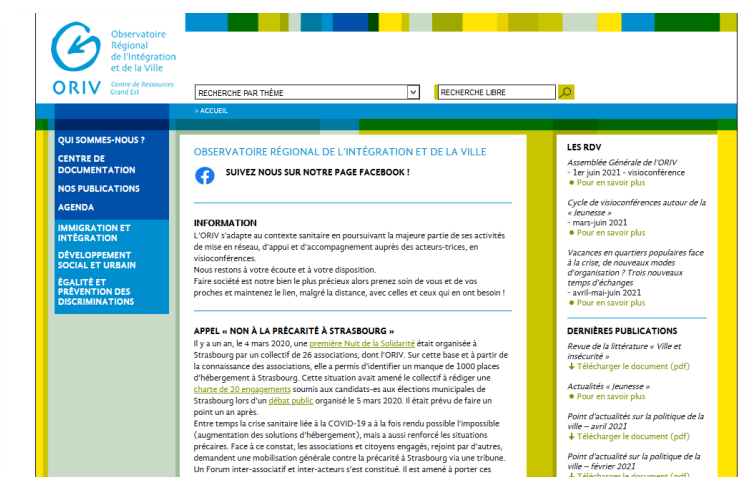 Observatoire
Régional
de l'Intégration
et de la Ville
ORIV Centre de Ressources
Grand Est
RECHERCHE PAR THÈME
RECHERCHE LIBRE
> ACCUEIL
QUI SOMMES-NOUS ?
CENTRE DE
DOCUMENTATION
NOS PUBLICATIONS
AGENDA
IMMIGRATION ET
INTÉGRATION
DÉVELOPPEMENT
SOCIAL ET URBAIN
ÉGALITÉ ET
PRÉVENTION DES
DISCRIMINATIONS
OBSERVATOIRE RÉGIONAL DE L'INTÉGRATION ET DE LA VILLE
SUIVEZ NOUS SUR NOTRE PAGE FACEBOOK !
INFORMATION
L'ORIV s'adapte au contexte sanitaire en poursuivant la majeure partie de ses activités
de mise en réseau, d'appui et d'accompagnement auprès des acteurs-trices, en
visioconférences.
Nous restons à votre écoute et à votre disposition.
Faire société est notre bien le plus précieux alors prenez soin de vous et de vos
proches et maintenez le lien, malgré la distance, avec celles et ceux qui en ont besoin !
APPEL « NON À LA PRÉCARITÉ À STRASBOURG »
Il y a un an, le 4 mars 2020, une première Nuit de la Solidarité était organisée à
Strasbourg par un collectif de 26 associations, dont l'ORIV. Sur cette base et à partir de
la connaissance des associations, elle a permis d'identifier un manque de 1000 places
d'hébergement à Strasbourg. Cette situation avait amené le collectif à rédiger une
charte de 20 engagements soumis aux candidats-es aux élections municipales de
Strasbourg lors d'un débat public organisé le 5 mars 2020. Il était prévu de faire un
point un an après.
Entre temps la crise sanitaire liée à la COVID-19 a à la fois rendu possible l'impossible
(augmentation des solutions d'hébergement), mais a aussi renforcé les situations
précaires. Face à ce constat, les associations et citoyens engagés, rejoint par d'autres,
demandent une mobilisation générale contre la précarité à Strasbourg via une tribune.
Un Forum inter-associatif et inter-acteurs s'est constitué. Il est amené à porter ces
LES RDV
Assemblée Générale de l'ORIV
- 1er juin 2021 - visioconférence
Pour en savoir plus
Cycle de visioconférences autour de la
« Jeunesse »
- mars-juin 2021
Pour en savoir plus
Vacances en quartiers populaires face
à la crise, de nouveaux modes
d'organisation ? Trois nouveaux
temps d'échanges
- avril-mai-juin 2021
Pour en savoir plus
DERNIÈRES PUBLICATIONS
Revue de la littérature « Ville et
insécurité »
Télécharger le document (pdf)
Actualités « Jeunesse »
Pour en savoir plus
Point d'actualités sur la politique de la
ville – avril 2021
Télécharger le document (pdf)
Point d'actualité sur la politique de la
ville – février 2021
Télécharger le document (pdf)